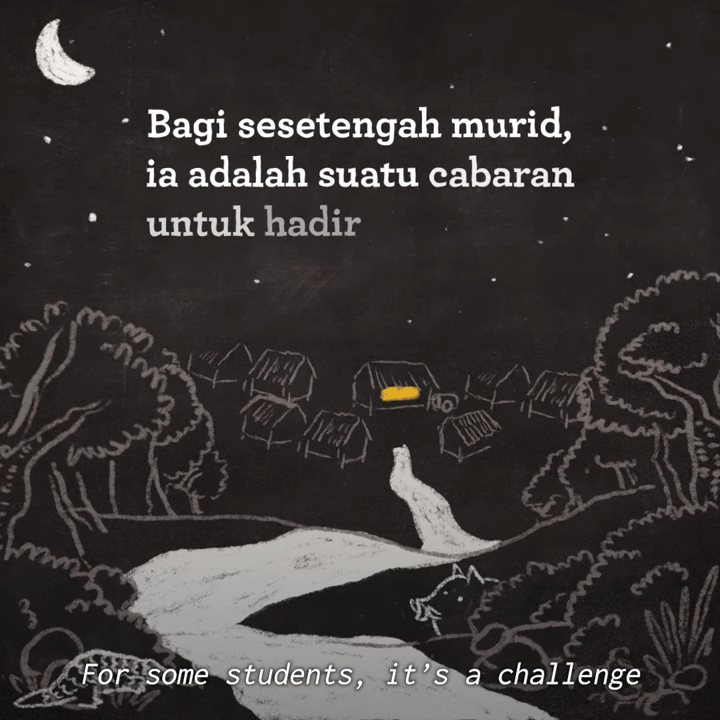 Bagi sesetengah murid,
ia adalah suatu cabaran
untuk hadir
For some students, it's a challenge